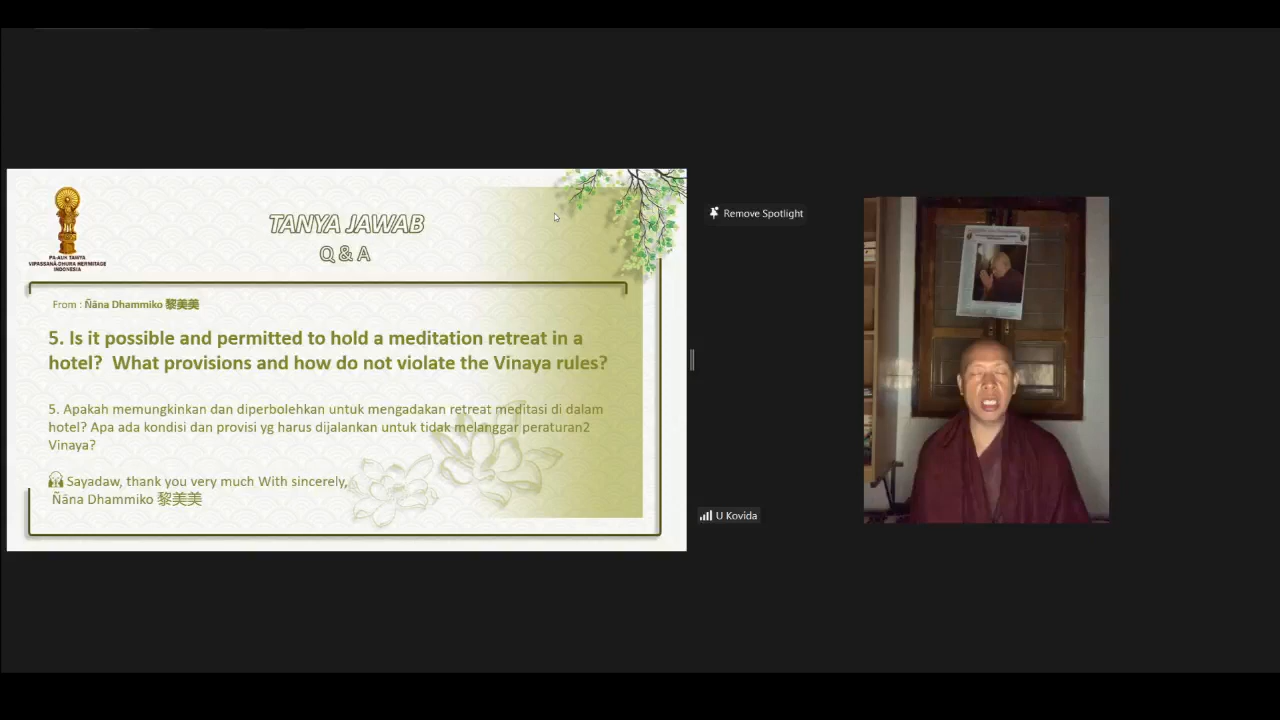 PA-AUK TAWYA
VIPASSANĀ-DHURA HERMITAGE
INDONESIA
TANYA JAWAB
Q & A
From : Ñāna Dhammiko 黎美美
5. Is it possible and permitted to hold a meditation retreat in a
hotel? What provisions and how do not violate the Vinaya rules?
5. Apakah memungkinkan dan diperbolehkan untuk mengadakan retreat meditasi di dalam
hotel? Apa ada kondisi dan provisi yg harus dijalankan untuk tidak melanggar peraturan2
Vinaya?
Sayadaw, thank you very much With sincerely,
Ñāna Dhammiko 黎美美
Remove Spotlight
U Kovida